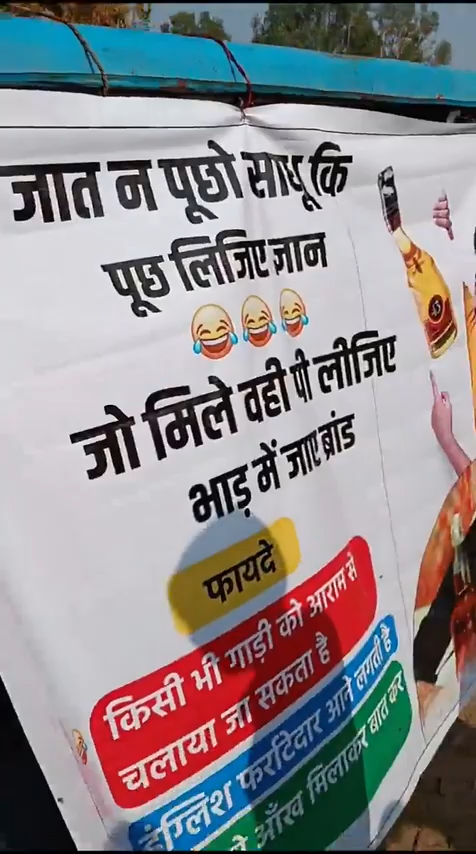 जात न पूछो साधू कि
पूछ लिजिए ज्ञान
😂😂😂
जो मिले वही पी लीजिए
भाड़ में जाए ब्रांड
फायदे
किसी भी गाड़ी को आराम से
चलाया जा सकता है
इंग्लिश फर्राटेदार आने लगती है
आँख मिलाकर बात कर